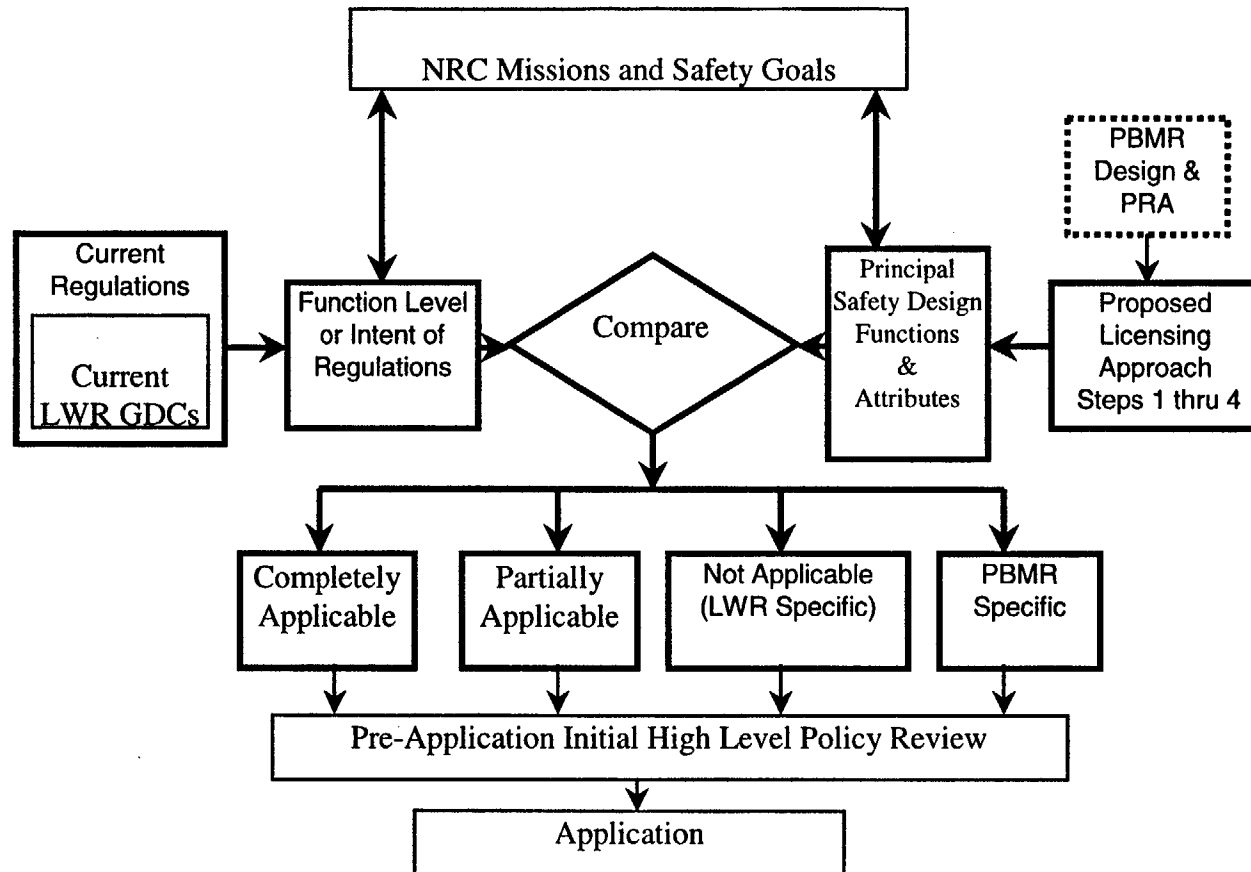 NRC Missions and Safety Goals
PBMR
Design &
PRA
Current
Regulations
Current
LWR GDCs
Function Level
or Intent of
Regulations
Compare
Principal
Safety Design
Functions
&
Attributes
Proposed
Licensing
Approach
Steps 1 thru 4
Completely
Applicable
Partially
Applicable
Not Applicable
(LWR Specific)
PBMR
Specific
Pre-Application Initial High Level Policy Review
Application